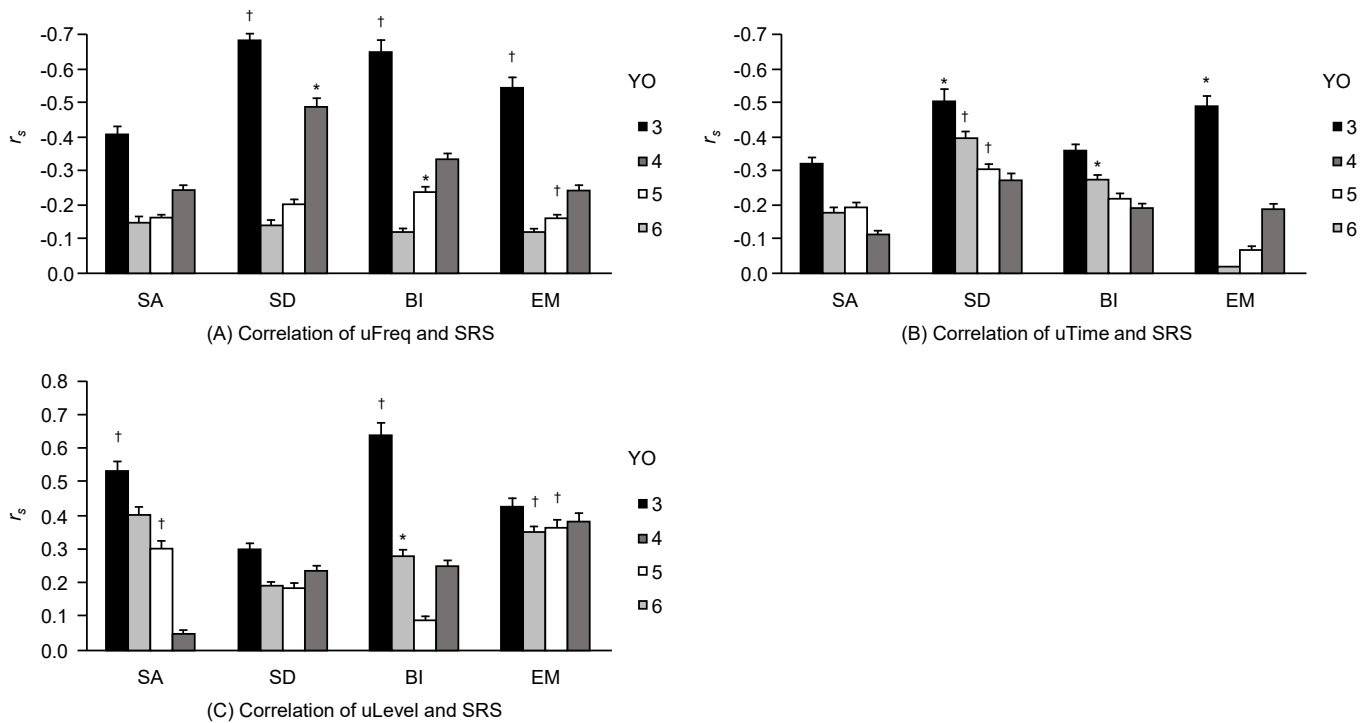 -0.7
-0.6
-0.5
-0.4
-0.3
-0.2
-0.1
0.0
rs
†
†
†
*
*
†
SA
SD
BI
EM
YO
3
4
5
6
(A) Correlation of uFreq and SRS
-0.7
-0.6
-0.5
-0.4
-0.3
-0.2
-0.1
0.0
rs
*
†
†
*
*
SA
SD
BI
EM
YO
3
4
5
6
(B) Correlation of uTime and SRS
0.8
0.7
0.6
0.5
0.4
0.3
0.2
0.1
0.0
rs
†
†
†
*
†
†
SA
SD
BI
EM
YO
3
4
5
6
(C) Correlation of uLevel and SRS